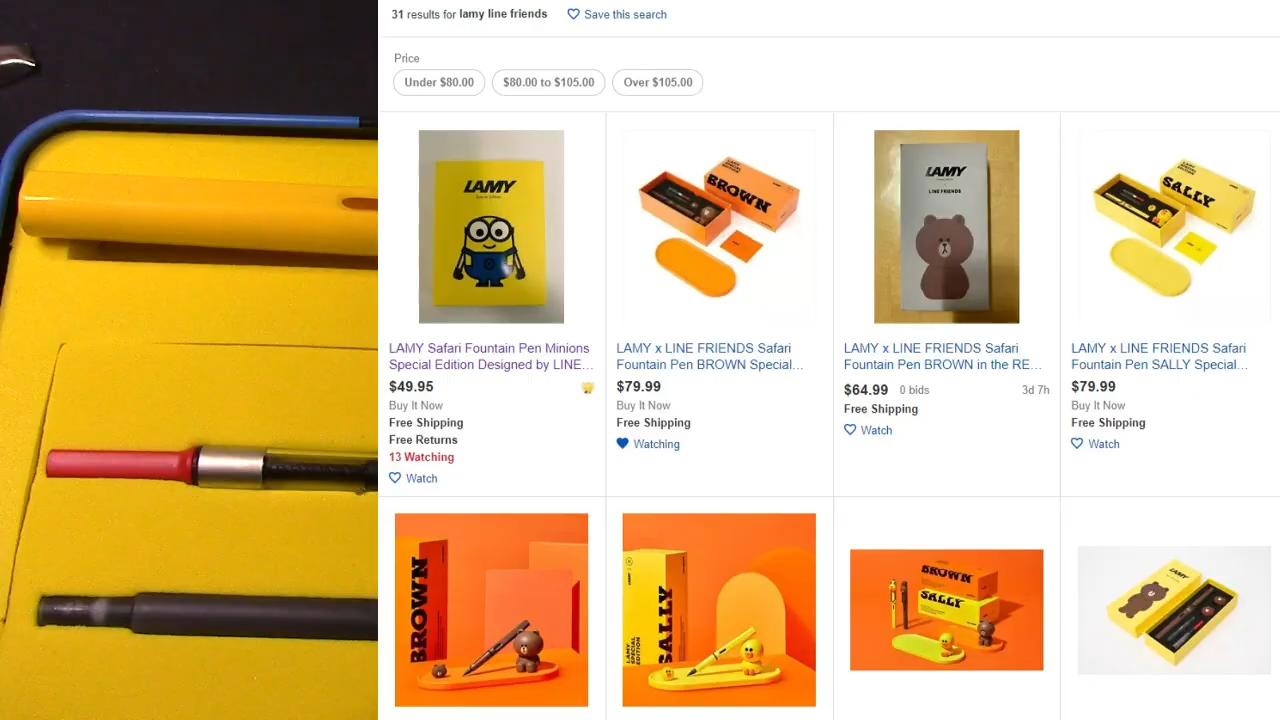 31 results for lamy line friends
Save this search
Price
Under $80.00
$80.00 to $105.00
Over $105.00
LAMY
LAMY
LINE FRIENDS
BROWN
SALLY
LAMY Safari Fountain Pen Minions
Special Edition Designed by LINE…
$49.95
Buy It Now
Free Shipping
Free Returns
13 Watching
Watch
LAMY x LINE FRIENDS Safari
Fountain Pen BROWN Special…
$79.99
Buy It Now
Free Shipping
Watching
LAMY x LINE FRIENDS Safari
Fountain Pen BROWN in the RE…
$64.99 0 bids 3d 7h
Free Shipping
Watch
LAMY x LINE FRIENDS Safari
Fountain Pen SALLY Special…
$79.99
Buy It Now
Free Shipping
Watch
BROWN
SALLY
LAMY
SPECIAL
EDITION
BROWN
SALLY
LAMY